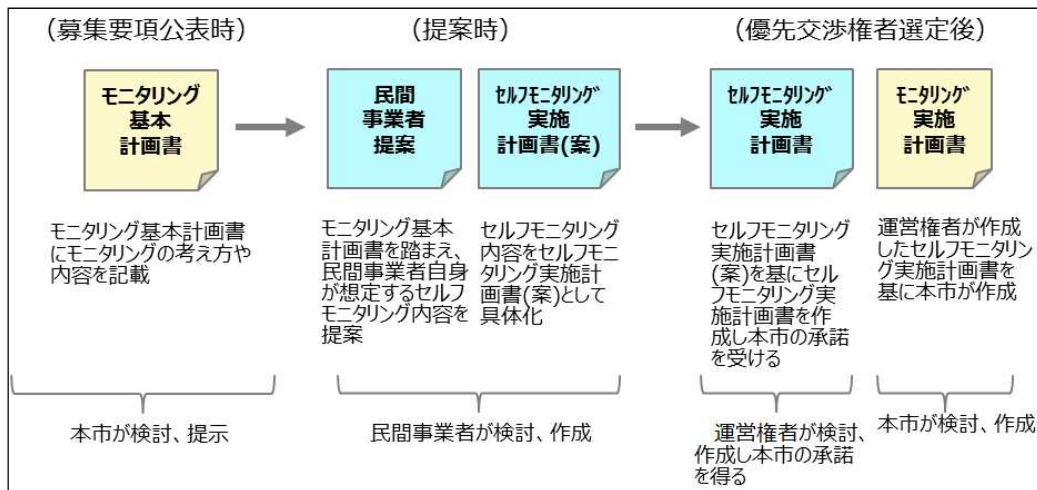 (募集要項公表時)
(提案時)
(優先交渉権者選定後)
モニタリング
基本
計画書
民間
事業者
提案
セルフモニタリング
実施
計画書(案)
セルフモニタリング
実施
計画書
モニタリング
実施
計画書
モニタリング基本計画書
にモニタリングの考え方や
内容を記載
モニタリング基本
計画書を踏まえ、
民間事業者自身
が想定するセルフ
モニタリング内容を
提案
セルフモニタリング
内容をセルフモニ
タリング実施計
画書(案)として
具体化
セルフモニタリング
実施計画書
(案)を基にセル
フモニタリング実
施計画書を作
成し本市の承諾
を受ける
運営権者が作成
したセルフモニタリン
グ実施計画書を
基に本市が作成
本市が検討、提示
民間事業者が検討、作成
運営権者が検討、
作成し本市の承諾
を得る
本市が検討、作成